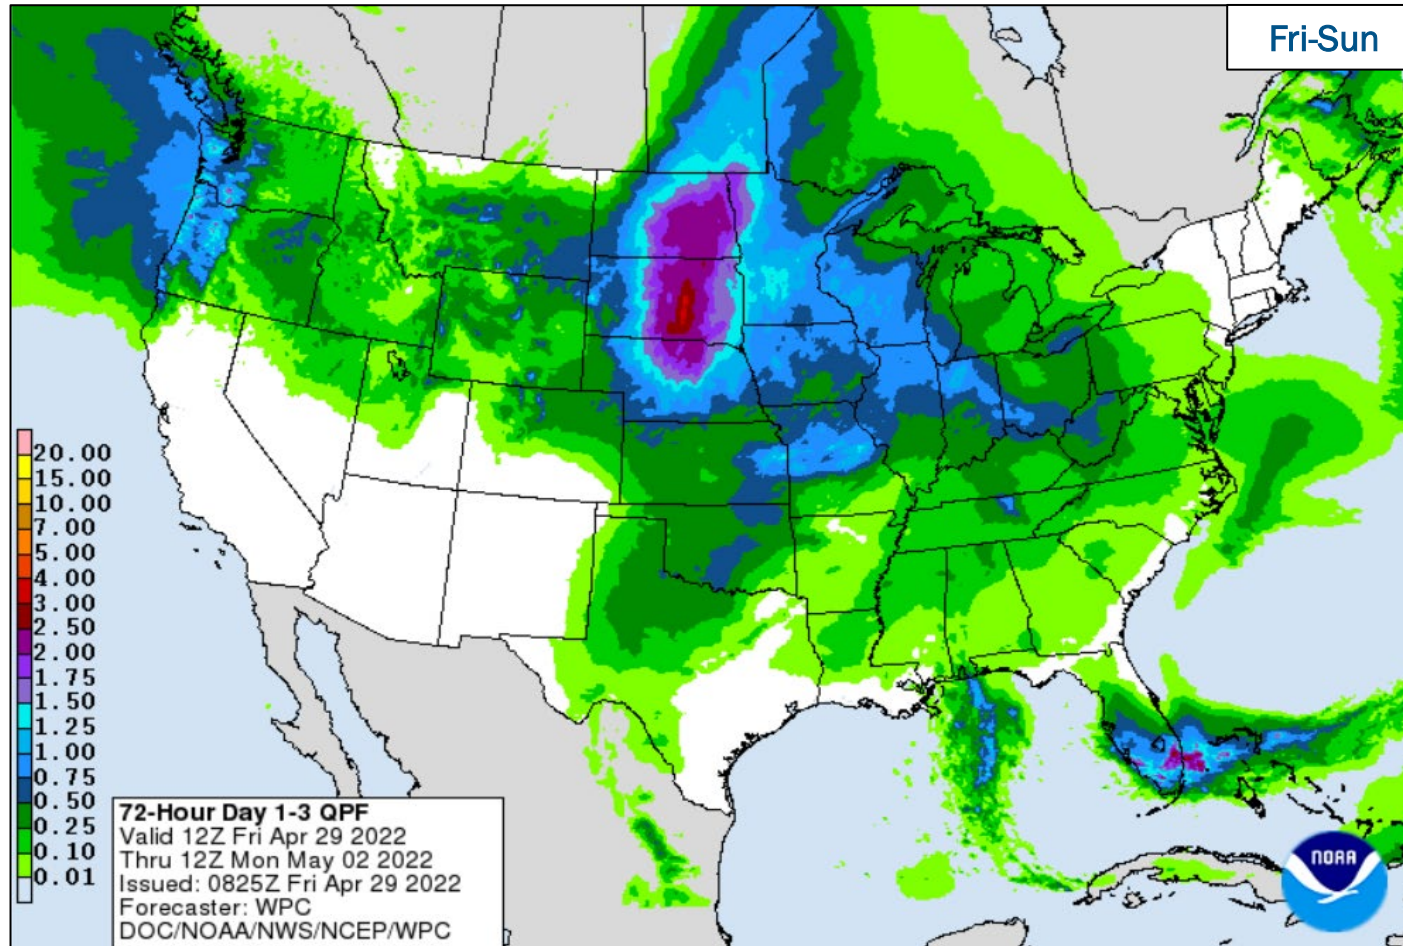 Fri-Sun
20.00
15.00
10.00
7.00
5.00
4.00
3.00
2.50
2.00
1.75
1.50
1.25
1.00
0.75
0.50
0.25
0.10
0.01
72-Hour Day 1-3 QPF
Valid 12Z Fri Apr 29 2022
Thru 12Z Mon May 02 2022
Issued: 0825Z Fri Apr 29 2022
Forecaster: WPC
DOC/NOAA/NWS/NCEP/WPC
NOAA